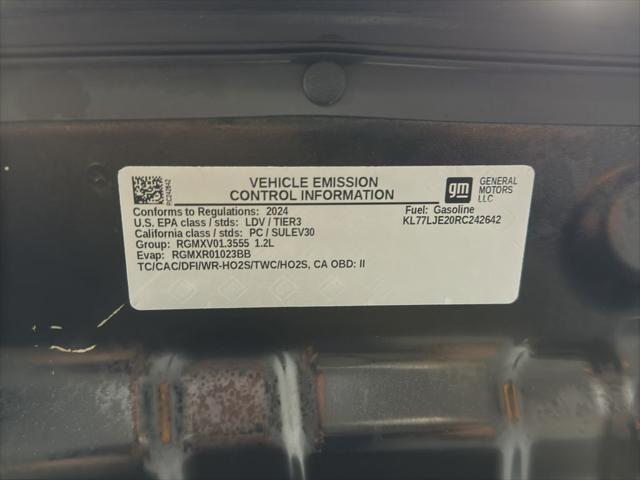 VEHICLE EMISSION
CONTROL INFORMATION
gm
GENERAL
MOTORS
LLC
RC242642
Conforms to Regulations: 2024
Fuel: Gasoline
U.S. EPA class / stds: LDV / TIER3
KL77LJE20RC242642
California class / stds: PC / SULEV30
Group: RGMXV01.3555 1.2L
Evap: RGMXR01023BB
TC/CAC/DFI/WR-HO2S/TWC/HO2S, CA OBD: II